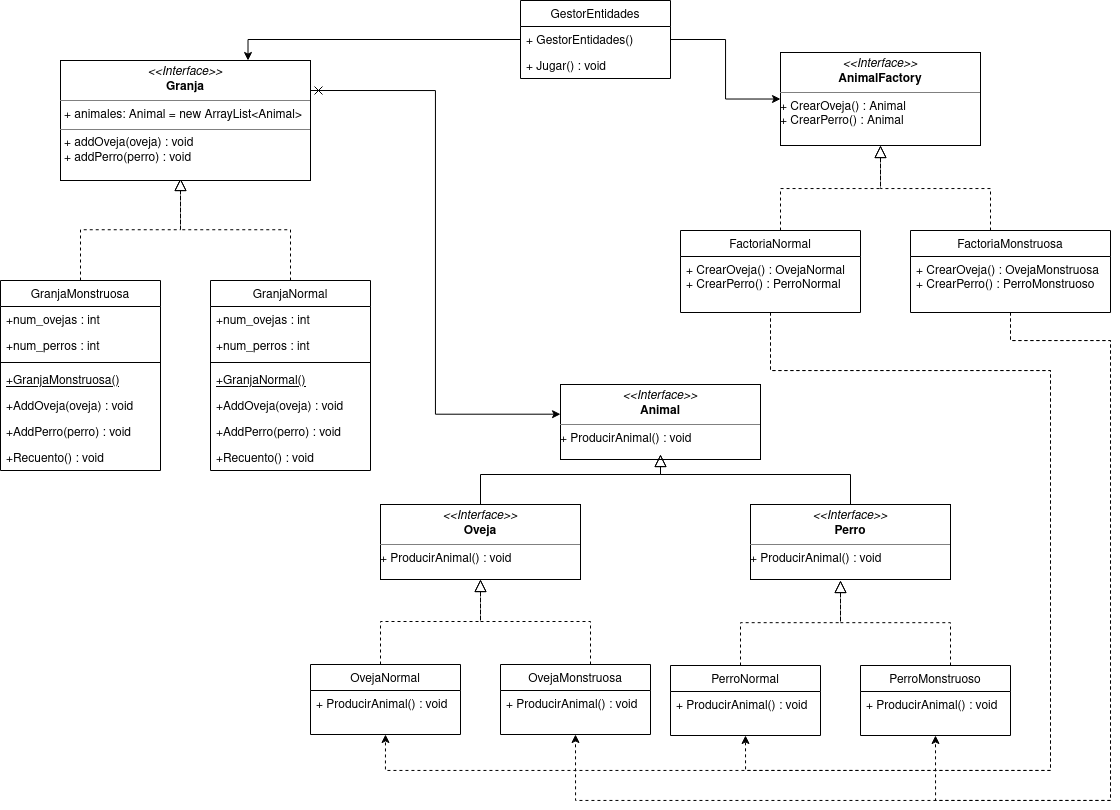 GestorEntidades
+ GestorEntidades()
+ Jugar() : void
<<Interface>>
Granja
+ animales: Animal = new ArrayList<Animal>
+ addOveja(oveja) : void
+ addPerro(perro) : void
<<Interface>>
AnimalFactory
+ CrearOveja() : Animal
+ CrearPerro() : Animal
FactoriaNormal
+ CrearOveja() : OvejaNormal
+ CrearPerro() : PerroNormal
FactoriaMonstruosa
+ CrearOveja() : OvejaMonstruosa
+ CrearPerro() : PerroMonstruoso
GranjaMonstruosa
+num_ovejas : int
+num_perros : int
+GranjaMonstruosa()
+AddOveja(oveja) : void
+AddPerro(perro) : void
+Recuento() : void
GranjaNormal
+num_ovejas : int
+num_perros : int
+GranjaNormal()
+AddOveja(oveja) : void
+AddPerro(perro) : void
+Recuento() : void
<<Interface>>
Animal
+ ProducirAnimal() : void
<<Interface>>
Oveja
+ ProducirAnimal() : void
<<Interface>>
Perro
+ ProducirAnimal() : void
OvejaNormal
+ ProducirAnimal() : void
OvejaMonstruosa
+ ProducirAnimal() : void
PerroNormal
+ ProducirAnimal() : void
PerroMonstruoso
+ ProducirAnimal() : void